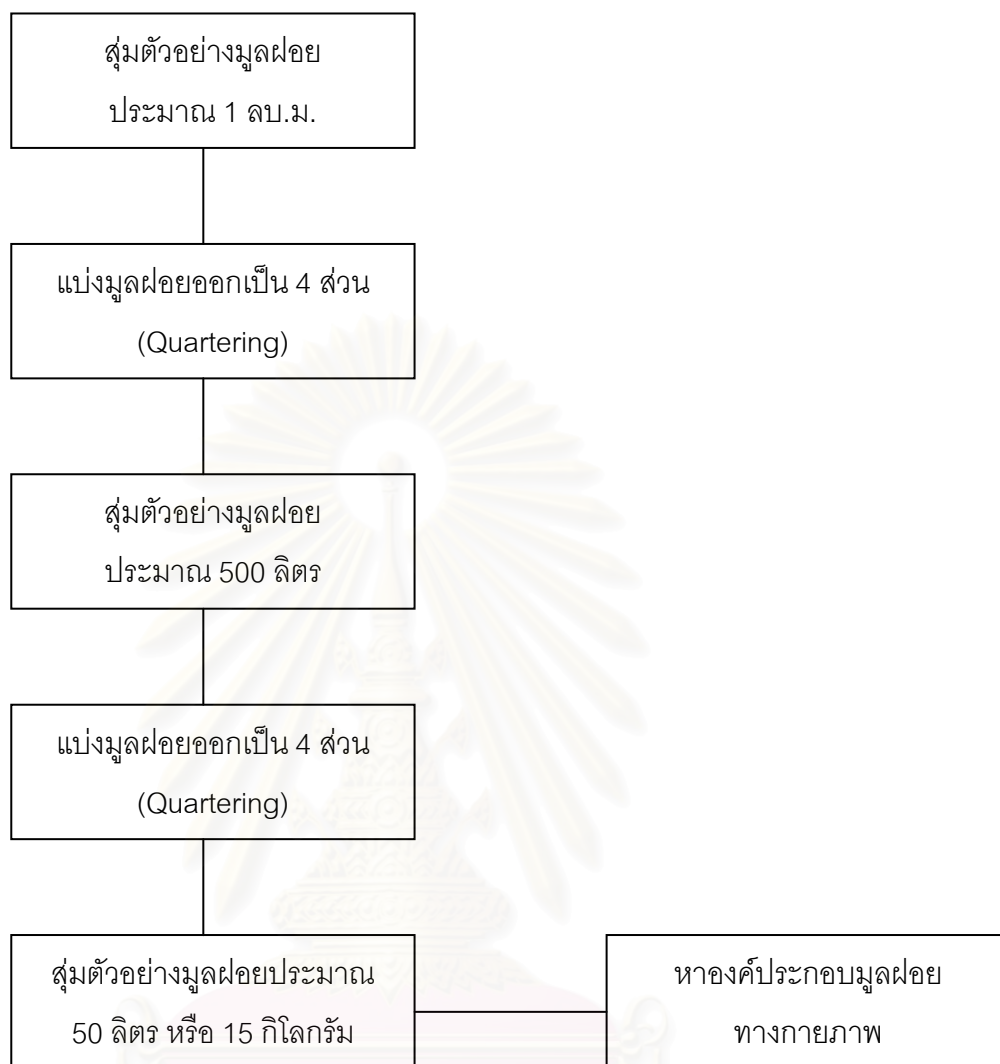 สุ่มตัวอย่างมูลฝอย
ประมาณ 1 ลบ.ม.
แบ่งมูลฝอยออกเป็น 4 ส่วน
(Quartering)
สุ่มตัวอย่างมูลฝอย
ประมาณ 500 ลิตร
แบ่งมูลฝอยออกเป็น 4 ส่วน
(Quartering)
สุ่มตัวอย่างมูลฝอยประมาณ
50 ลิตร หรือ 15 กิโลกรัม
หาองค์ประกอบมูลฝอย
ทางกายภาพ